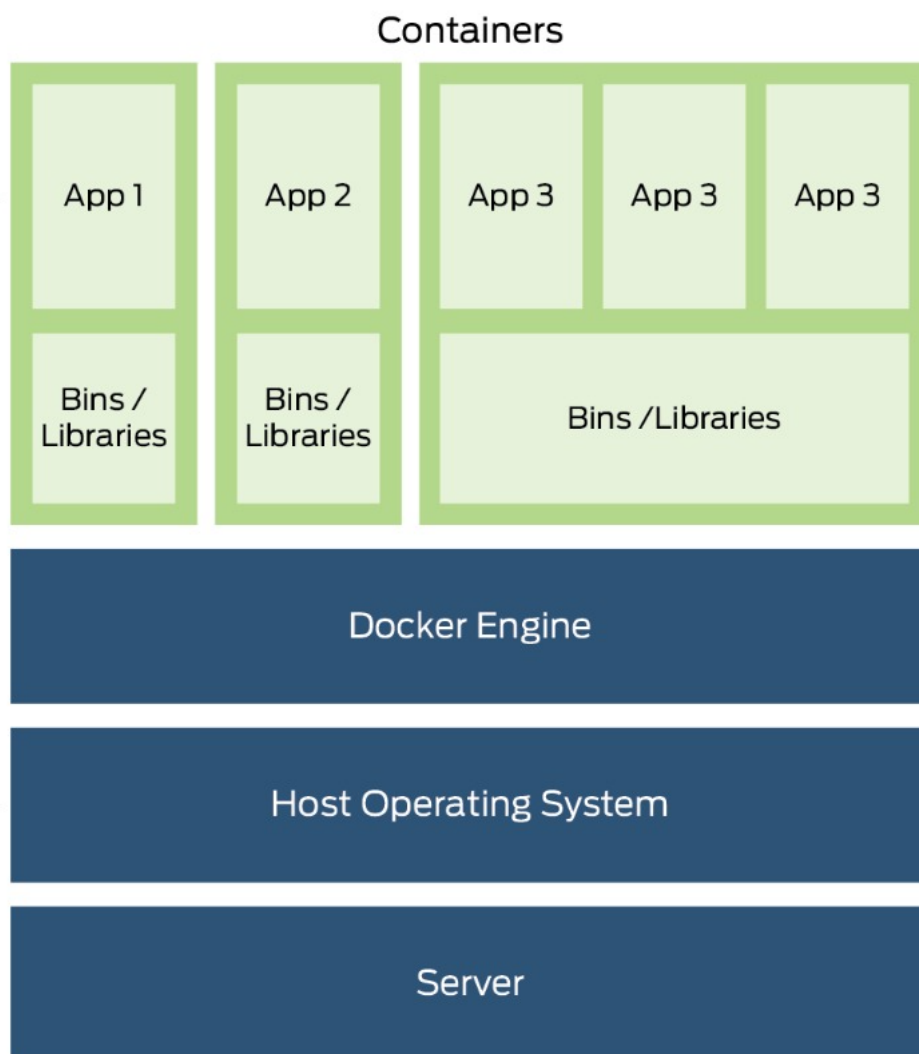 Containers
App 1
App 2
App 3
App 3
App 3
Bins /
Libraries
Bins /
Libraries
Bins /Libraries
Docker Engine
Host Operating System
Server